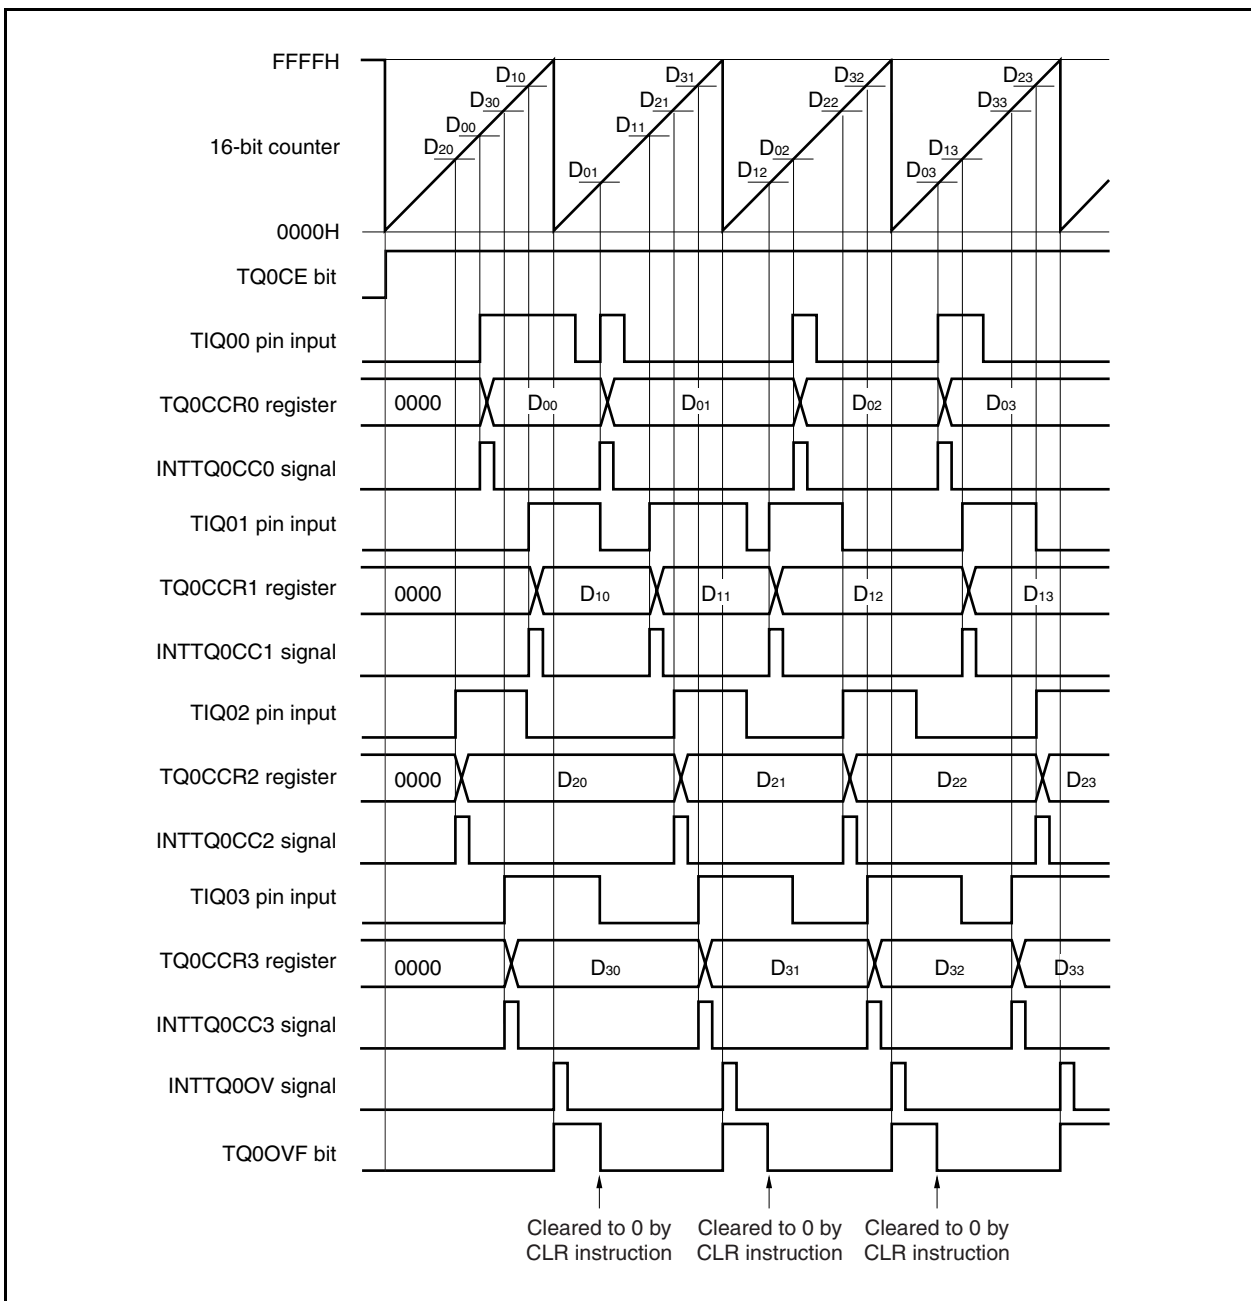 FFFFH
D10
D31
D32
D23
D30
D21
D22
D33
D00
D11
16-bit counter
D20
D02
D13
D01
D12
D03
0000H
TQ0CE bit
TIQ00 pin input
TQ0CCR0 register
0000
D00
D01
D02
D03
INTTQ0CC0 signal
TIQ01 pin input
TQ0CCR1 register
0000
D10
D11
D12
D13
INTTQ0CC1 signal
TIQ02 pin input
TQ0CCR2 register
0000
D20
D21
D22
D23
INTTQ0CC2 signal
TIQ03 pin input
TQ0CCR3 register
0000
D30
D31
D32
D33
INTTQ0CC3 signal
INTTQ0OV signal
TQ0OVF bit
Cleared to 0 by
CLR instruction
Cleared to 0 by
CLR instruction
Cleared to 0 by
CLR instruction